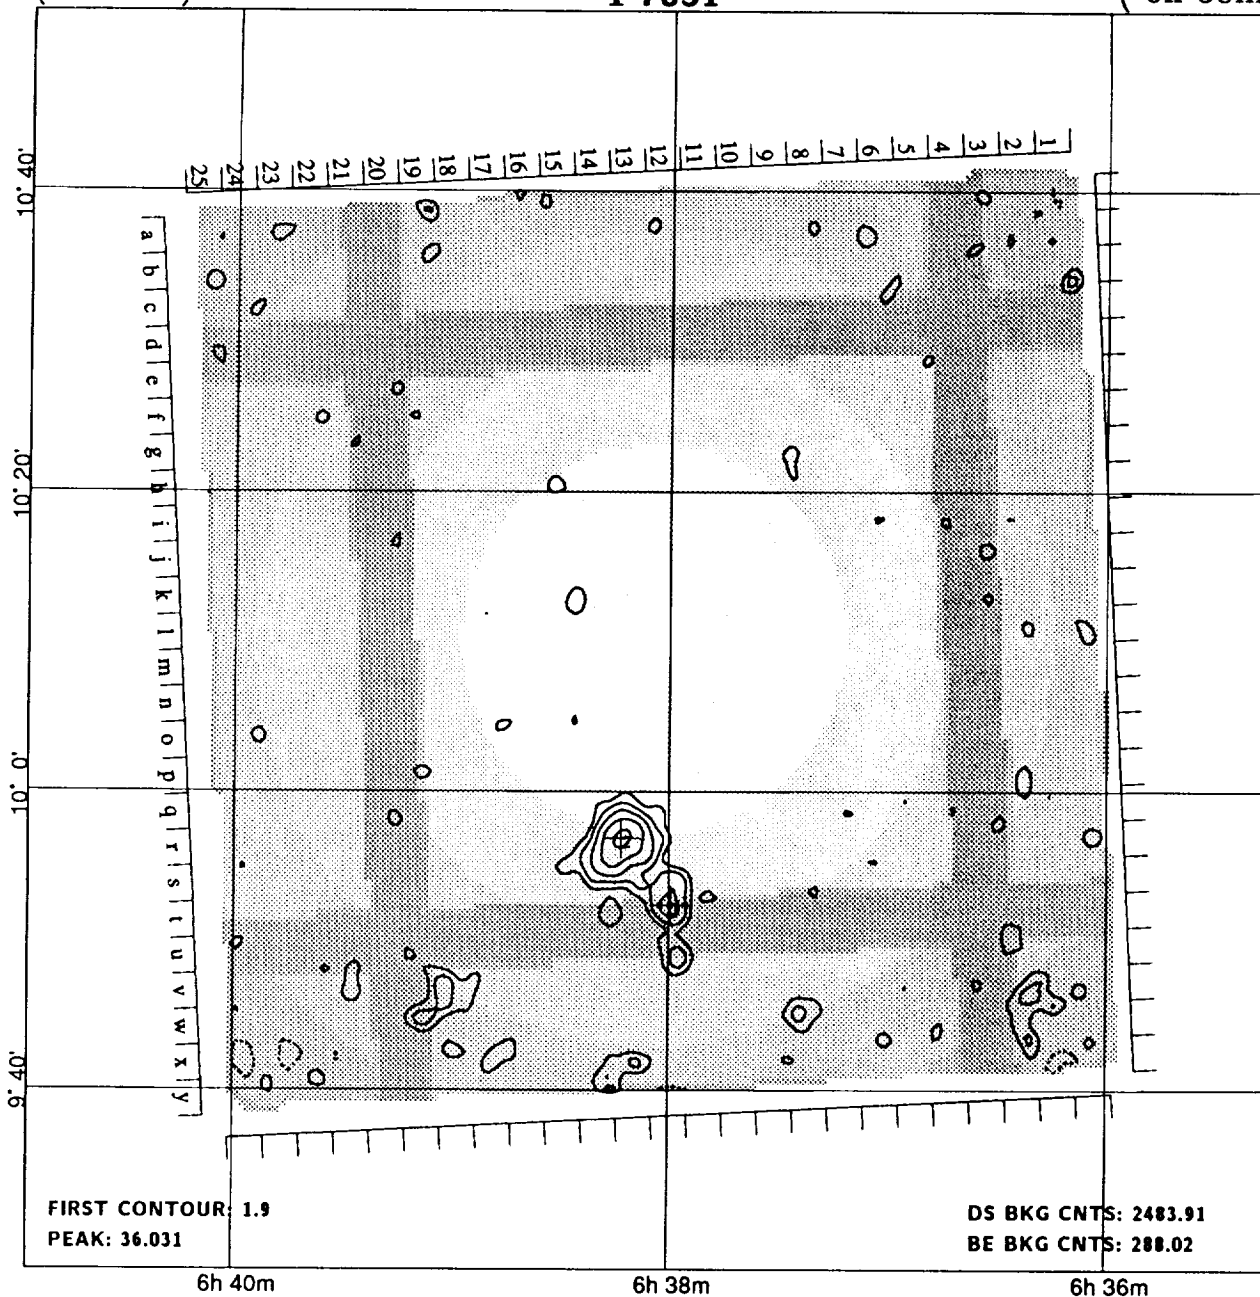 25 24 23 22 21 20 19 18 17 16 15 14 13 12 11 10 9 8 7 6 5 4 3 2 1
10° 40'
a b c d e f g h i j k l m n o p q r s t u v w x y
10° 20'
10° 0'
9° 40'
2
FIRST CONTOUR: 1.9
PEAK: 36.031
DS BKG CNTS: 2483.91
BE BKG CNTS: 288.02
6h 40m
6h 38m
6h 36m